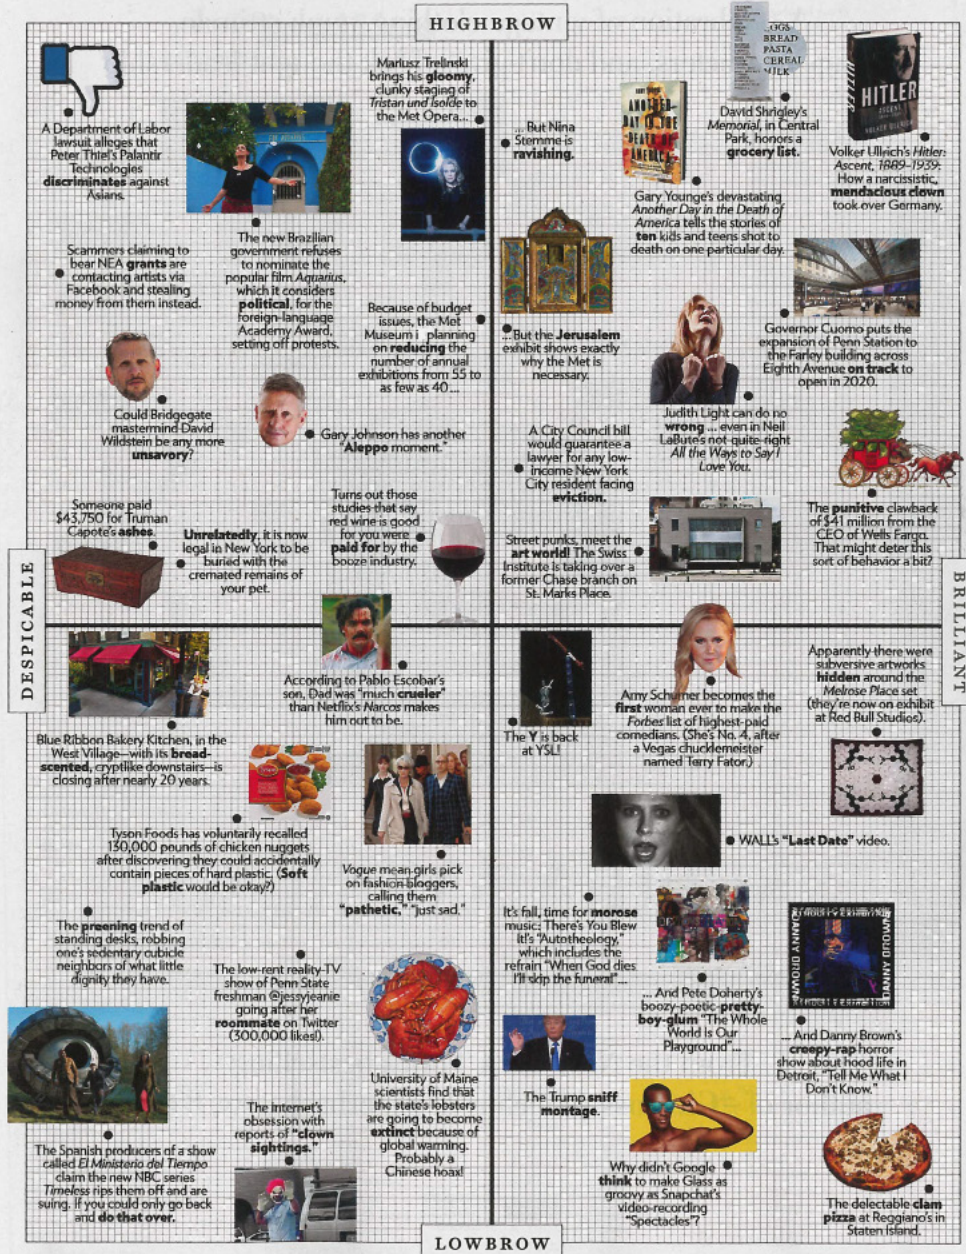 HIGHBROW
Mariusz Trelinski
brings his gloomy,
clunky staging of
Tristan und Isolde to
the Met Opera...
... But Nina
Stemme is
ravishing.
BREAD
PASTA
CEREAL
MILK
David Shrigley's
Memorial, in Central
Park, honors a
grocery list.
HITLER
ASCENT
VOLKER ULLRICH
Volker Ullrich's Hitler:
Ascent, 1889–1939:
How a narcissistic,
mendacious clown
took over Germany.
A Department of Labor
lawsuit alleges that
Peter Thiel's Palantir
Technologies
discriminates against
Asians.
ANOTHER
DAY IN THE
DEATH OF
AMERICA
Gary Younge's devastating
Another Day in the Death of
America tells the stories of
ten kids and teens shot to
death on one particular day.
Scammers claiming to
bear NEA grants are
contacting artists via
Facebook and stealing
money from them instead.
The new Brazilian
government refuses
to nominate the
popular film Aquarius,
which it considers
political, for the
foreign-language
Academy Award,
setting off protests.
Because of budget
issues, the Met
Museum i planning
on reducing the
number of annual
exhibitions from 55 to
as few as 40 ...
... But the Jerusalem
exhibit shows exactly
why the Met is
necessary.
Governor Cuomo puts the
expansion of Penn Station to
the Farley building across
Eighth Avenue on track to
open in 2020.
Could Bridgegate
mastermind David
Wildstein be any more
unsavory?
Gary Johnson has another
"Aleppo moment."
Judith Light can do no
wrong ... even in Neil
LaBute's not-quite-right
All the Ways to Say I
Love You.
A City Council bill
would guarantee a
lawyer for any low-
income New York
City resident facing
eviction.
The punitive clawback
of $41 million from the
CEO of Wells Fargo.
That might deter this
sort of behavior a bit?
Someone paid
$43,750 for Truman
Capote's ashes.
Unrelatedly, it is now
legal in New York to be
buried with the
cremated remains of
your pet.
Turns out those
studies that say
red wine is good
for you were
paid for by the
booze industry.
Street punks, meet the
art world! The Swiss
Institute is taking over a
former Chase branch on
St. Marks Place.
DESPICABLE
BRILLIANT
Blue Ribbon Bakery Kitchen, in the
West Village—with its bread-
scented, cryptlike downstairs—is
closing after nearly 20 years.
According to Pablo Escobar's
son, Dad was "much crueler"
than Netflix's Narcos makes
him out to be.
The Y is back
at YSL!
Amy Schumer becomes the
first woman ever to make the
Forbes list of highest-paid
comedians. (She's No. 4, after
a Vegas chucklemeister
named Terry Fator.)
Apparently there were
subversive artworks
hidden around the
Melrose Place set
(they're now on exhibit
at Red Bull Studios).
Tyson Foods has voluntarily recalled
130,000 pounds of chicken nuggets
after discovering they could accidentally
contain pieces of hard plastic. (Soft
plastic would be okay?)
Vogue mean girls pick
on fashion bloggers,
calling them
"pathetic," "just sad."
WALL's "Last Date" video.
The preening trend of
standing desks, robbing
one's sedentary cubicle
neighbors of what little
dignity they have.
The low-rent reality-TV
show of Penn State
freshman @jessyjeanie
going after her
roommate on Twitter
(300,000 likes!).
It's fall, time for morose
music: There's You Blew
It!'s "Autotheology,"
which includes the
refrain "When God dies
I'll skip the funeral" ...
... And Pete Doherty's
boozy-poetic-pretty-
boy-glum "The Whole
World Is Our
Playground"...
ATROCITY EXHIBITION
DANNY BROWN
DANNY BROWN
... And Danny Brown's
creepy-rap horror
show about hood life in
Detroit, "Tell Me What I
Don't Know."
The Spanish producers of a show
called El Ministerio del Tiempo
claim the new NBC series
Timeless rips them off and are
suing. If you could only go back
and do that over.
The Internet's
obsession with
reports of "clown
sightings."
University of Maine
scientists find that
the state's lobsters
are going to become
extinct because of
global warming.
Probably a
Chinese hoax!
The Trump sniff
montage.
Why didn't Google
think to make Glass as
groovy as Snapchat's
video-recording
"Spectacles"?
The delectable clam
pizza at Reggiano's in
Staten Island.
LOWBROW